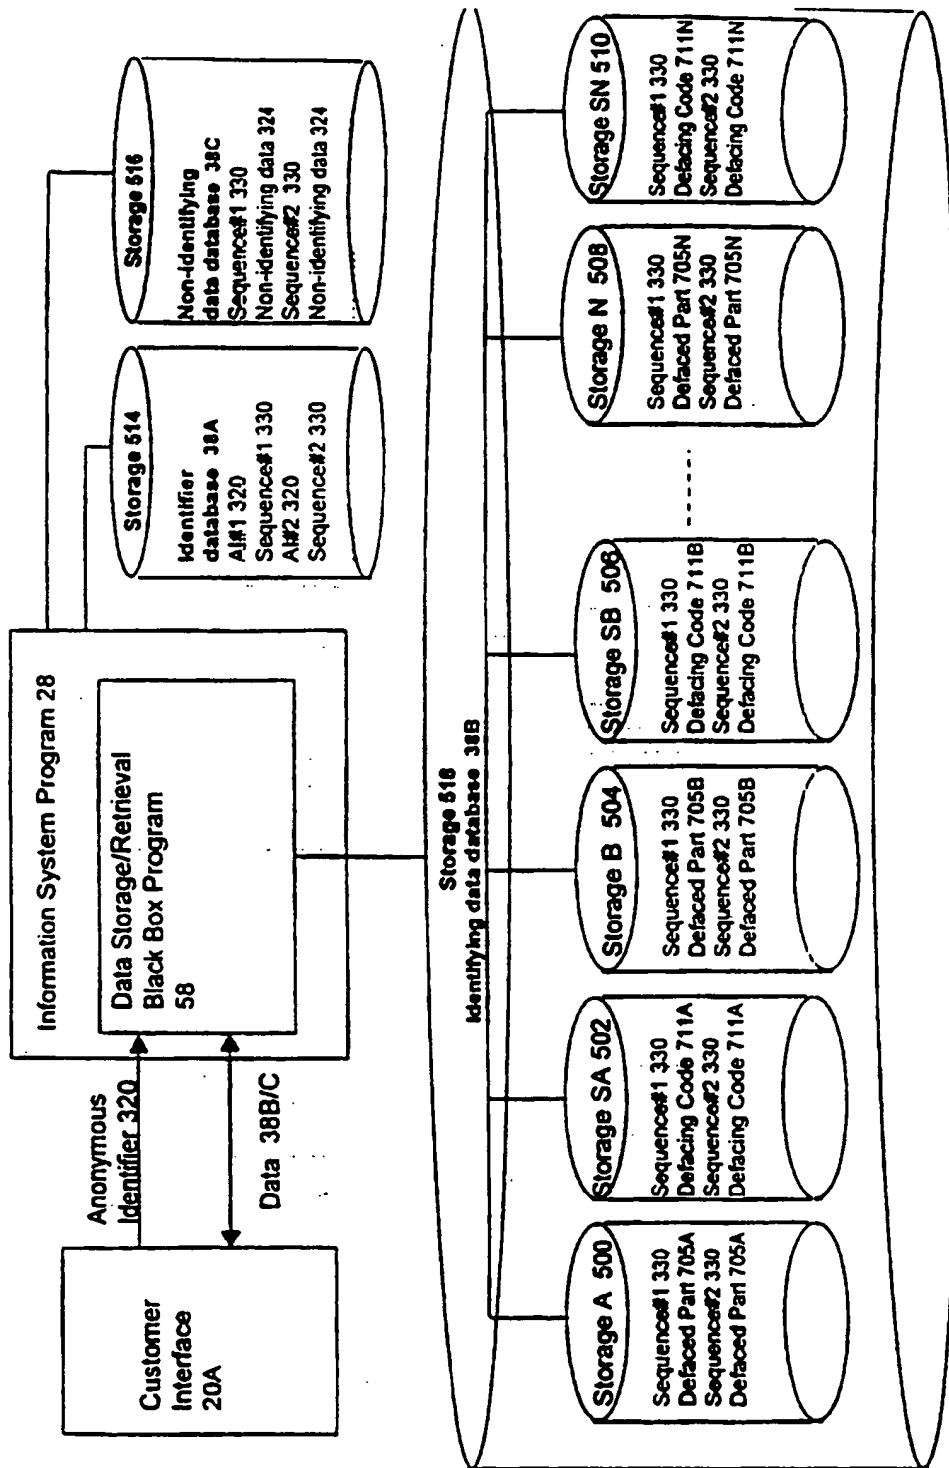 Customer
Interface
20A
Anonymous
Identifier 320
Data 38B/C
Information System Program 28
Data Storage/Retrieval
Black Box Program
58
Storage 514
Identifier
database 38A
AI#1 320
Sequence#1 330
AI#2 320
Sequence#2 330
Storage 516
Non-identifying
data database 38C
Sequence#1 330
Non-identifying data 324
Sequence#2 330
Non-identifying data 324
Storage 518
Identifying data database 38B
Storage A 500
Sequence#1 330
Defaced Part 705A
Sequence#2 330
Defaced Part 705A
Storage SA 502
Sequence#1 330
Defacing Code 711A
Sequence#2 330
Defacing Code 711A
Storage B 504
Sequence#1 330
Defaced Part 705B
Sequence#2 330
Defaced Part 705B
Storage SB 506
Sequence#1 330
Defacing Code 711B
Sequence#2 330
Defacing Code 711B
Storage N 508
Sequence#1 330
Defaced Part 705N
Sequence#2 330
Defaced Part 705N
Storage SN 510
Sequence#1 330
Defacing Code 711N
Sequence#2 330
Defacing Code 711N